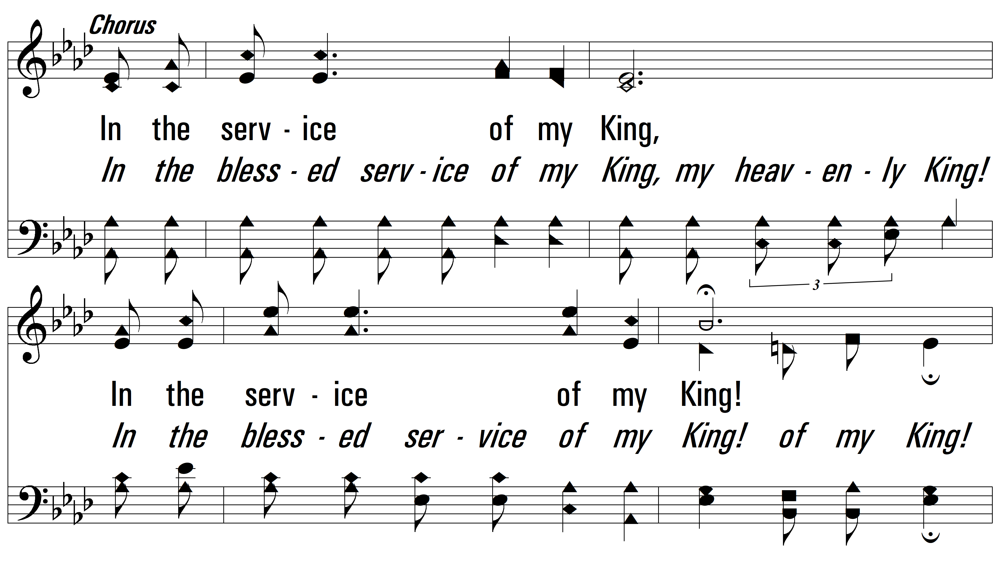 Chorus
In the serv - ice of my King,
In the bless - ed serv - ice of my King, my heav - en - ly King!
3
In the serv - ice of my King!
In the bless - ed ser - vice of my King! of my King!